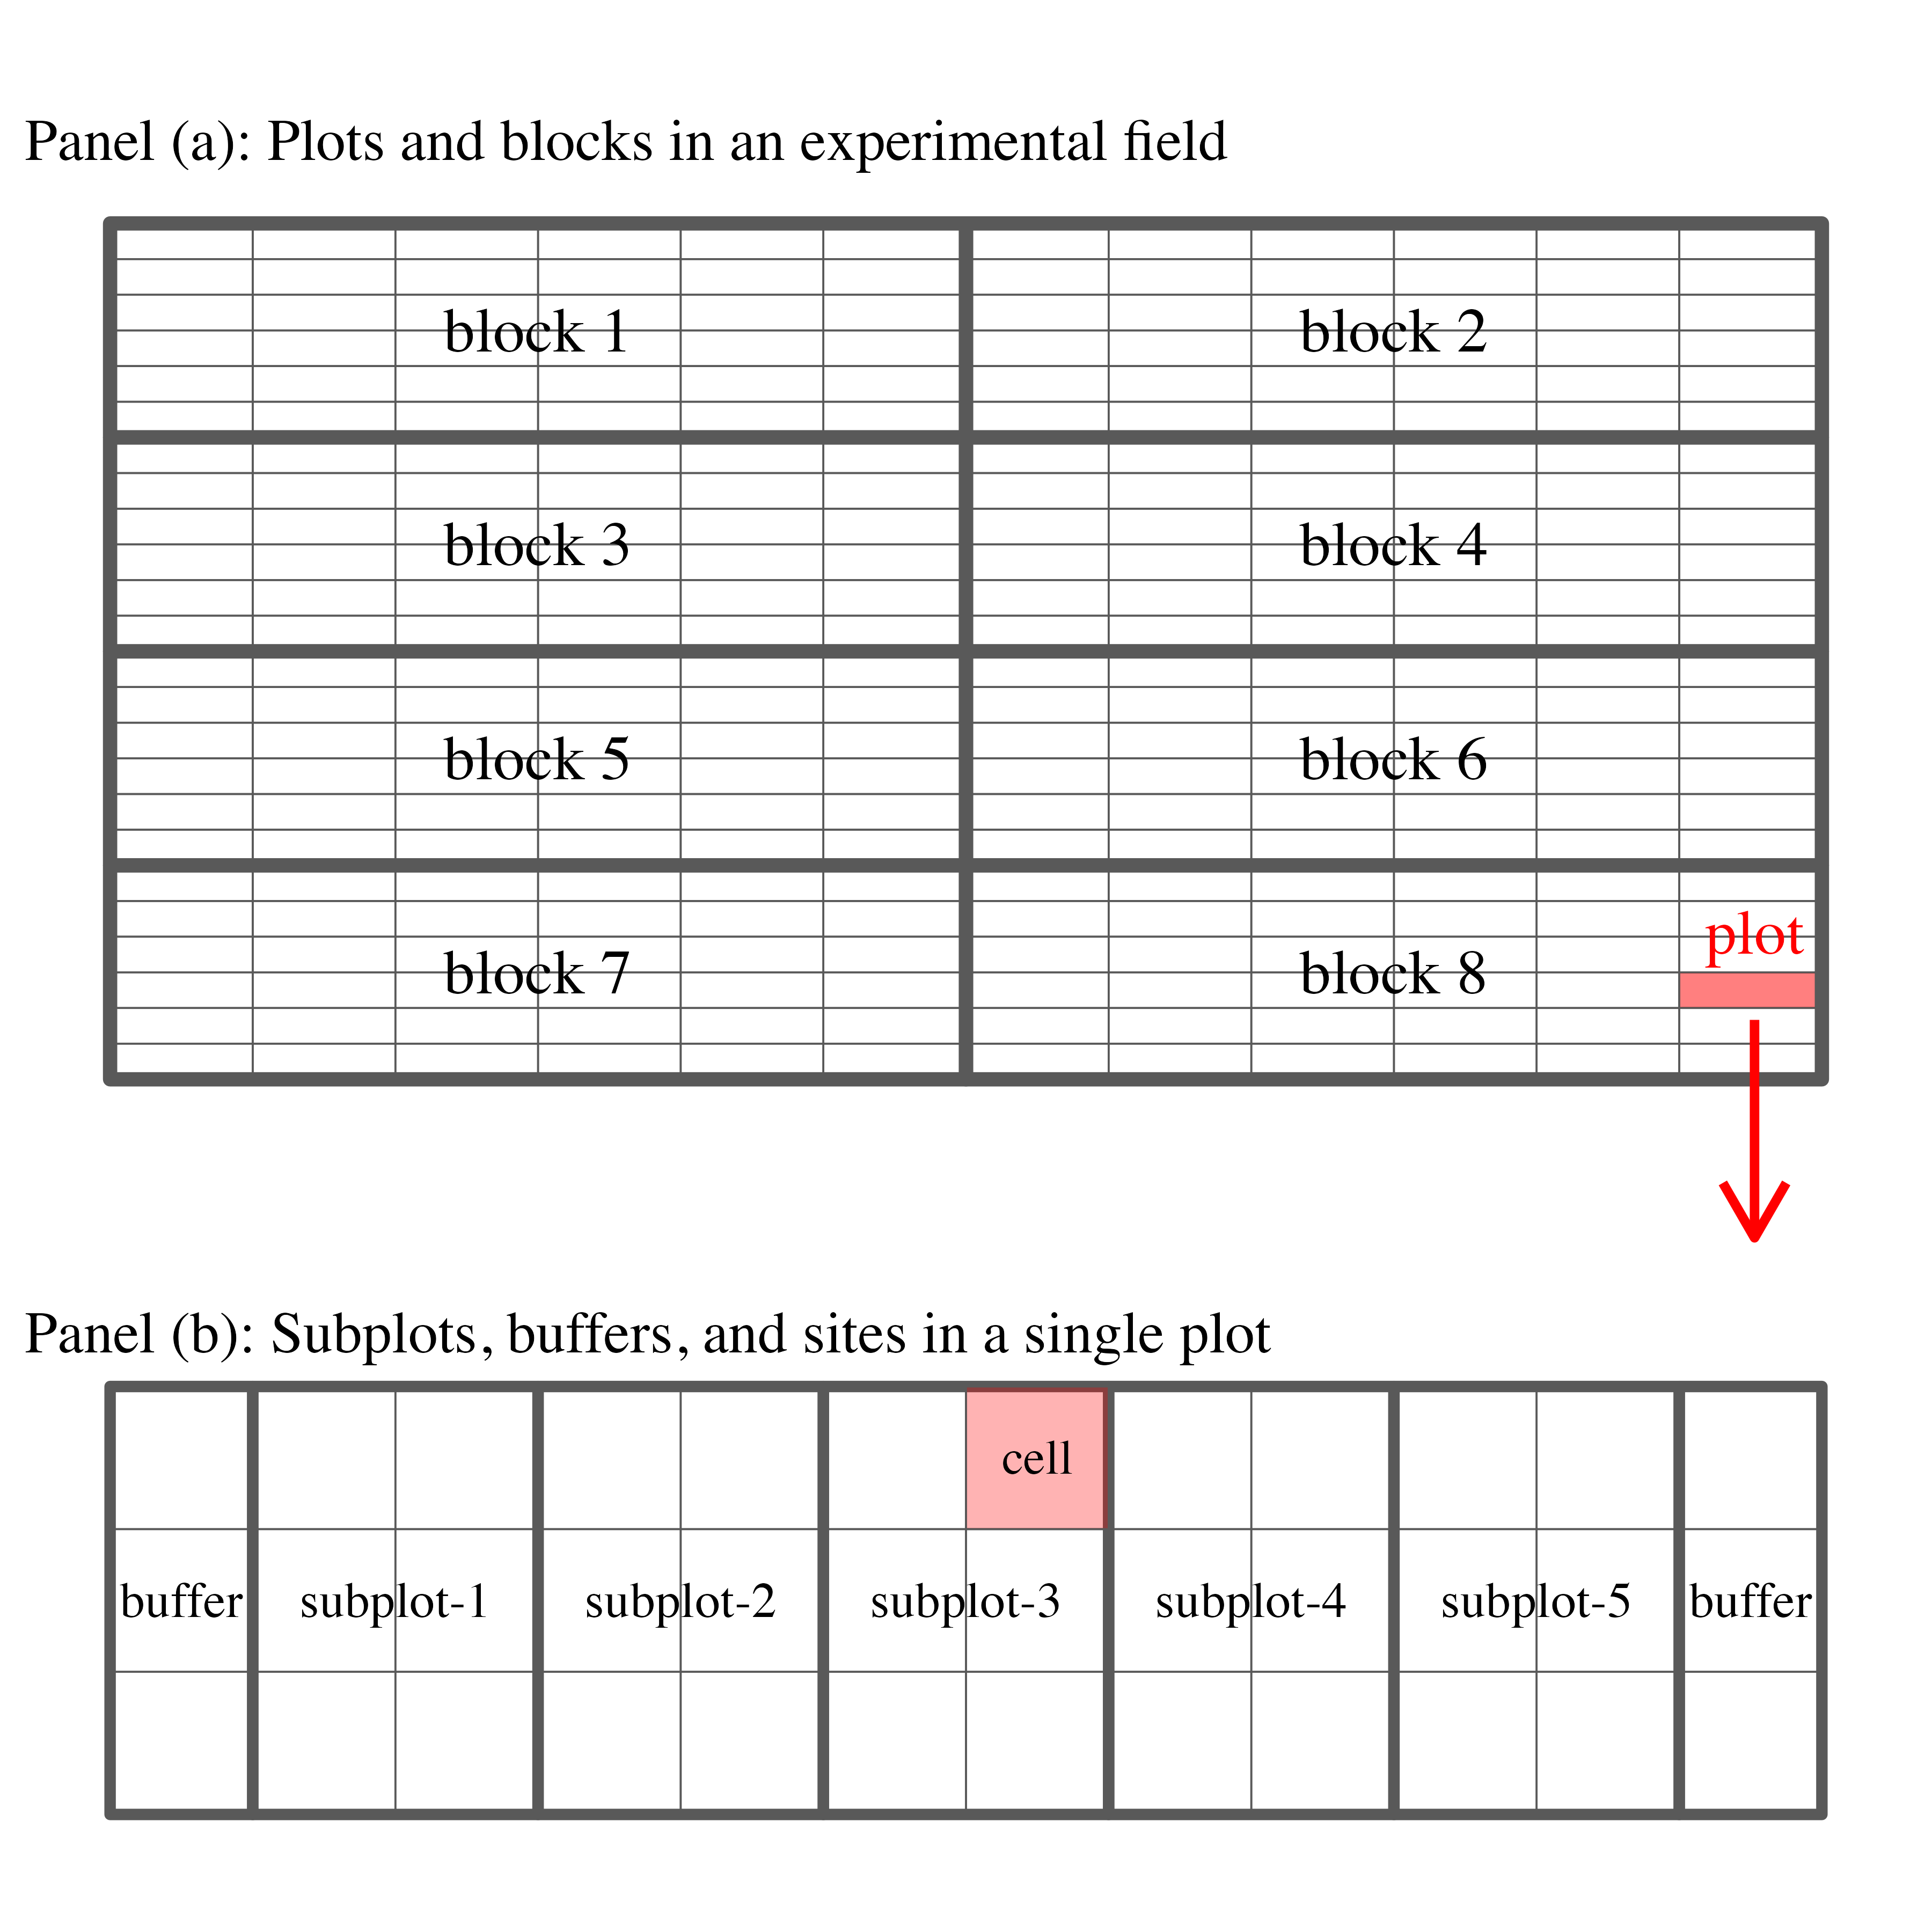 Panel (a): Plots and blocks in an experimental field
block 1
block 2
block 3
block 4
block 5
block 6
plot
block 7
block 8
Panel (b): Subplots, buffers, and sites in a single plot
cell
buffer
subplot-1
subplot-2
subplot-3
subplot-4
subplot-5
buffer